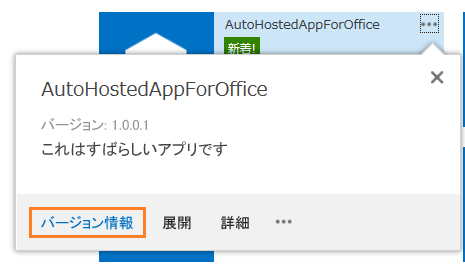 AutoHostedAppForOffice
新着!
AutoHostedAppForOffice
バージョン: 1.0.0.1
これはすばらしいアプリです
バージョン情報 展開 詳細